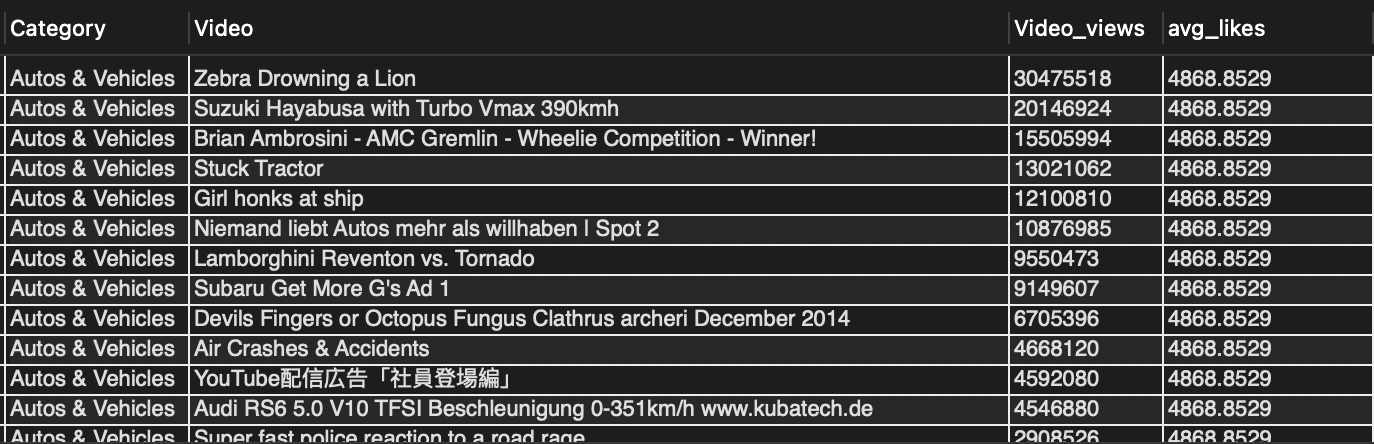 Category Video Video_views avg_likes
Autos & Vehicles Zebra Drowning a Lion 30475518 4868.8529
Autos & Vehicles Suzuki Hayabusa with Turbo Vmax 390kmh 20146924 4868.8529
Autos & Vehicles Brian Ambrosini - AMC Gremlin - Wheelie Competition - Winner! 15505994 4868.8529
Autos & Vehicles Stuck Tractor 13021062 4868.8529
Autos & Vehicles Girl honks at ship 12100810 4868.8529
Autos & Vehicles Niemand liebt Autos mehr als willhaben | Spot 2 10876985 4868.8529
Autos & Vehicles Lamborghini Reventon vs. Tornado 9550473 4868.8529
Autos & Vehicles Subaru Get More G's Ad 1 9149607 4868.8529
Autos & Vehicles Devils Fingers or Octopus Fungus Clathrus archeri December 2014 6705396 4868.8529
Autos & Vehicles Air Crashes & Accidents 4668120 4868.8529
Autos & Vehicles YouTube配信広告「社員登場編」 4592080 4868.8529
Autos & Vehicles Audi RS6 5.0 V10 TFSI Beschleunigung 0-351km/h www.kubatech.de 4546880 4868.8529
Autos & Vehicles Super fast police reaction to a road rage 2908526 4868.8529